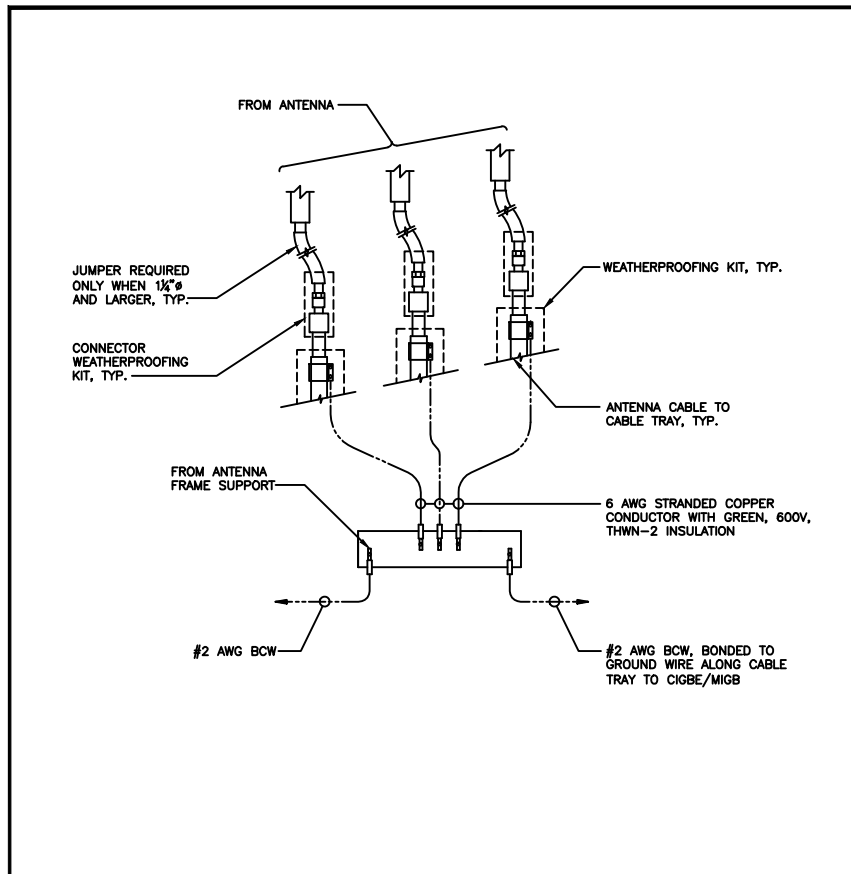 FROM ANTENNA
JUMPER REQUIRED
ONLY WHEN 1¼"ø
AND LARGER, TYP.
WEATHERPROOFING KIT, TYP.
CONNECTOR
WEATHERPROOFING
KIT, TYP.
ANTENNA CABLE TO
CABLE TRAY, TYP.
FROM ANTENNA
FRAME SUPPORT
6 AWG STRANDED COPPER
CONDUCTOR WITH GREEN, 600V,
THWN-2 INSULATION
#2 AWG BCW
#2 AWG BCW, BONDED TO
GROUND WIRE ALONG CABLE
TRAY TO CIGBE/MIGB